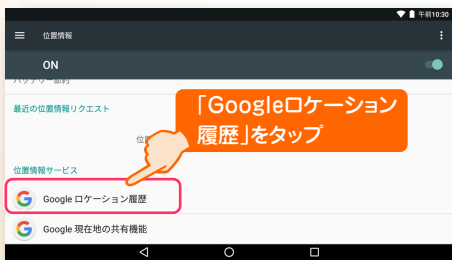 午前10:30
位置情報
ON
バッテリー節約
最近の位置情報リクエスト
「Googleロケーション
履歴」をタップ
位置情報サービス
Google ロケーション履歴
Google 現在地の共有機能